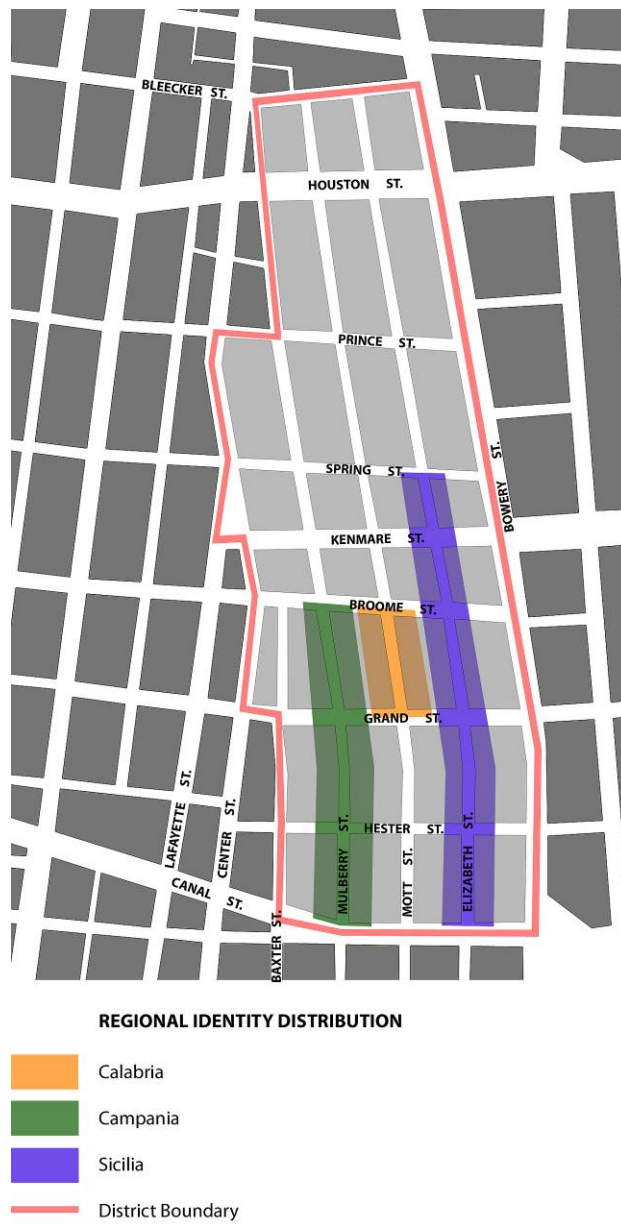 BLEECKER ST.
HOUSTON ST.
PRINCE ST.
SPRING ST.
BOWERY ST.
KENMARE ST.
BROOME ST.
GRAND ST.
LAFAYETTE ST.
CENTER ST.
HESTER ST.
MULBERRY ST.
MOTT ST.
ELIZABETH ST.
CANAL ST.
BAXTER ST.
REGIONAL IDENTITY DISTRIBUTION
Calabria
Campania
Sicilia
District Boundary